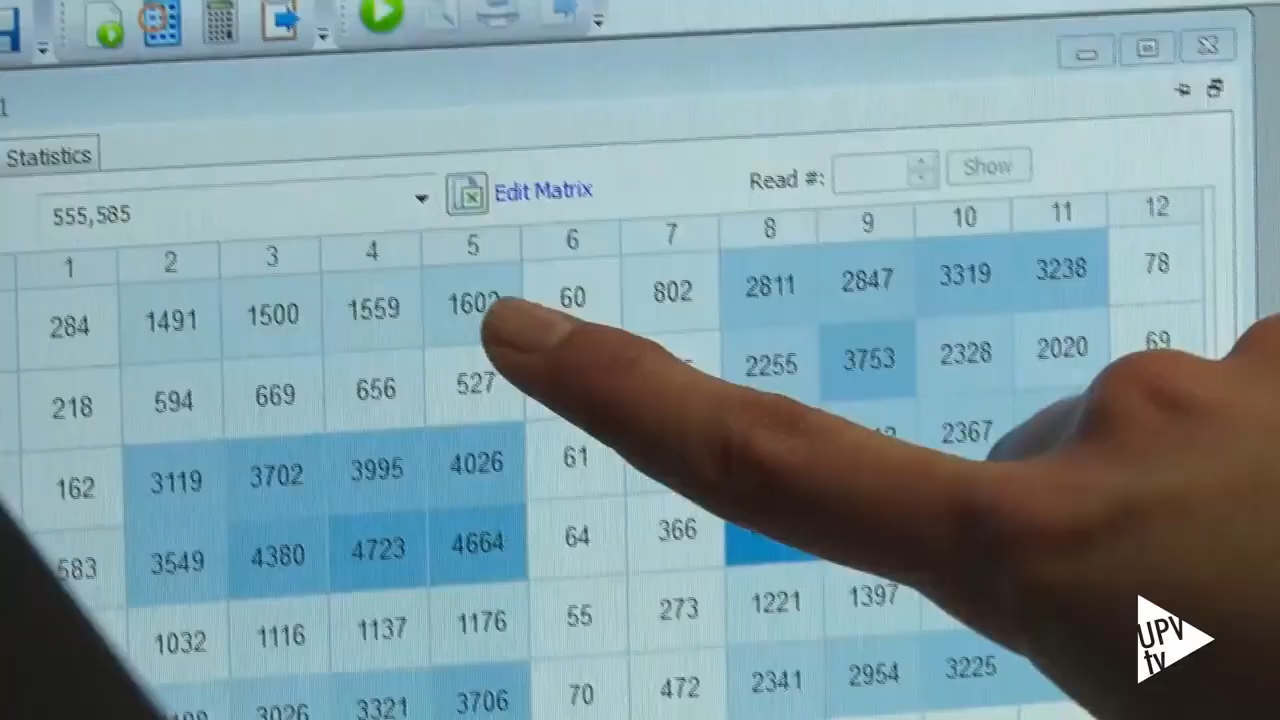 1
Statistics
555,585 Edit Matrix Read #: Show
1 2 3 4 5 6 7 8 9 10 11 12
284 1491 1500 1559 60 802 2811 2847 3319 3238 78
218 594 669 656 527 2255 3753 2328 2020 69
162 3119 3702 3995 4026 61 2367
583 3549 4380 4723 4664 64 366
1032 1116 1137 1176 55 273 1221 1397
3026 3321 3706 70 472 2341 2954 3225
UPV
tv